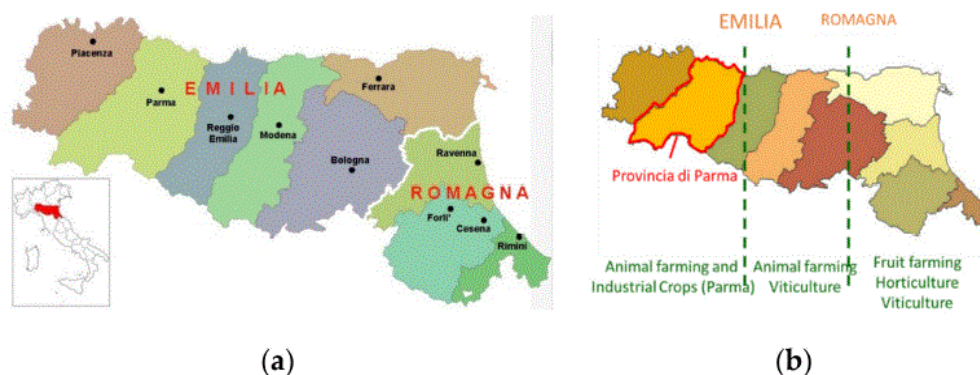 Piacenza
Parma
E M I L I A
Reggio
Emilia
Modena
Ferrara
Bologna
Ravenna
R O M A G N A
Forli'
Cesena
Rimini
(a)
EMILIA
ROMAGNA
Provincia di Parma
Animal farming and
Industrial Crops (Parma)
Animal farming
Viticulture
Fruit farming
Horticulture
Viticulture
(b)